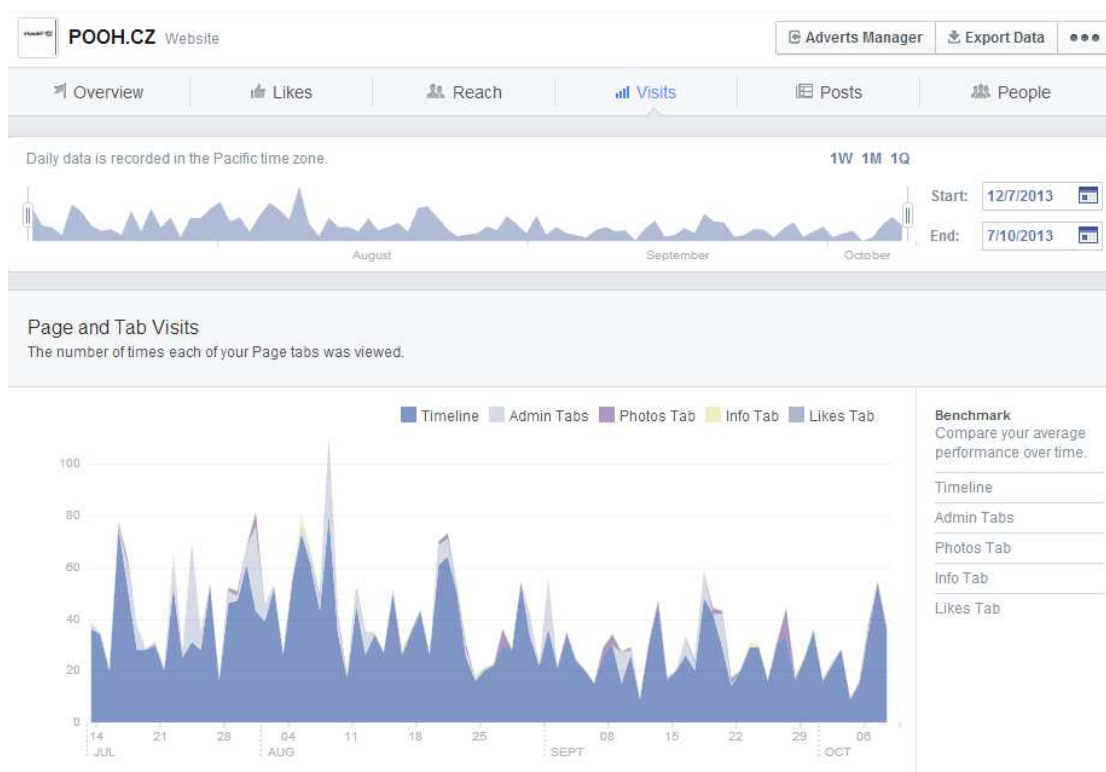 POOH.CZ Website
Adverts Manager Export Data
Overview Likes Reach Visits Posts People
Daily data is recorded in the Pacific time zone.
1W 1M 1Q
Start: 12/7/2013
End: 7/10/2013
August September October
Page and Tab Visits
The number of times each of your Page tabs was viewed.
Timeline Admin Tabs Photos Tab Info Tab Likes Tab
100
80
60
40
20
0
14 21 28 04 11 18 25 08 15 22 29 06
JUL AUG SEPT OCT
Benchmark
Compare your average
performance over time.
Timeline
Admin Tabs
Photos Tab
Info Tab
Likes Tab